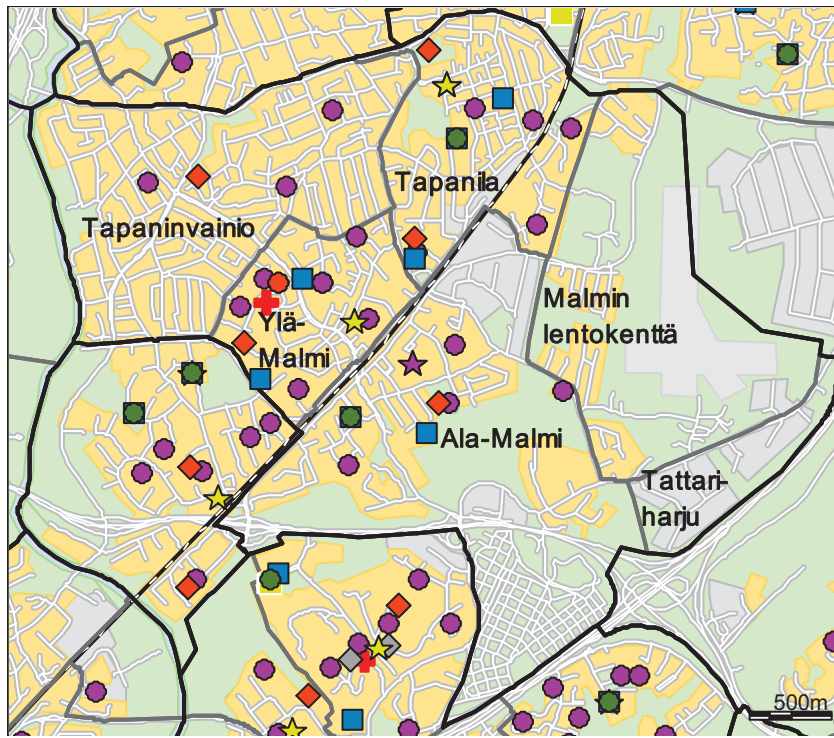 Tapanila
Tapaninvainio
Malmin
lentokenttä
Ylä-
Malmi
Ala-Malmi
Tattari-
harju
500m